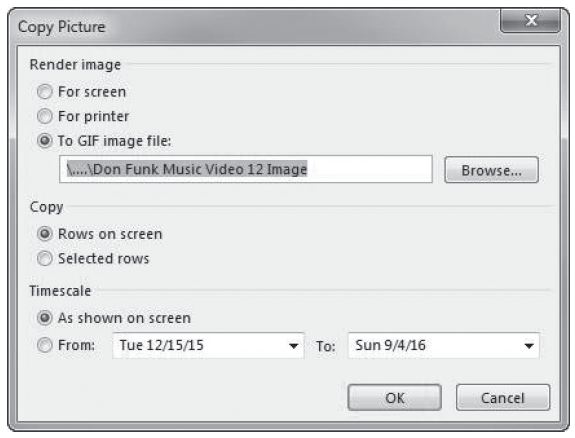 Copy Picture
Render image
For screen
For printer
To GIF image file:
\....\Don Funk Music Video 12 Image
Browse...
Copy
Rows on screen
Selected rows
Timescale
As shown on screen
From: Tue 12/15/15 To: Sun 9/4/16
OK Cancel